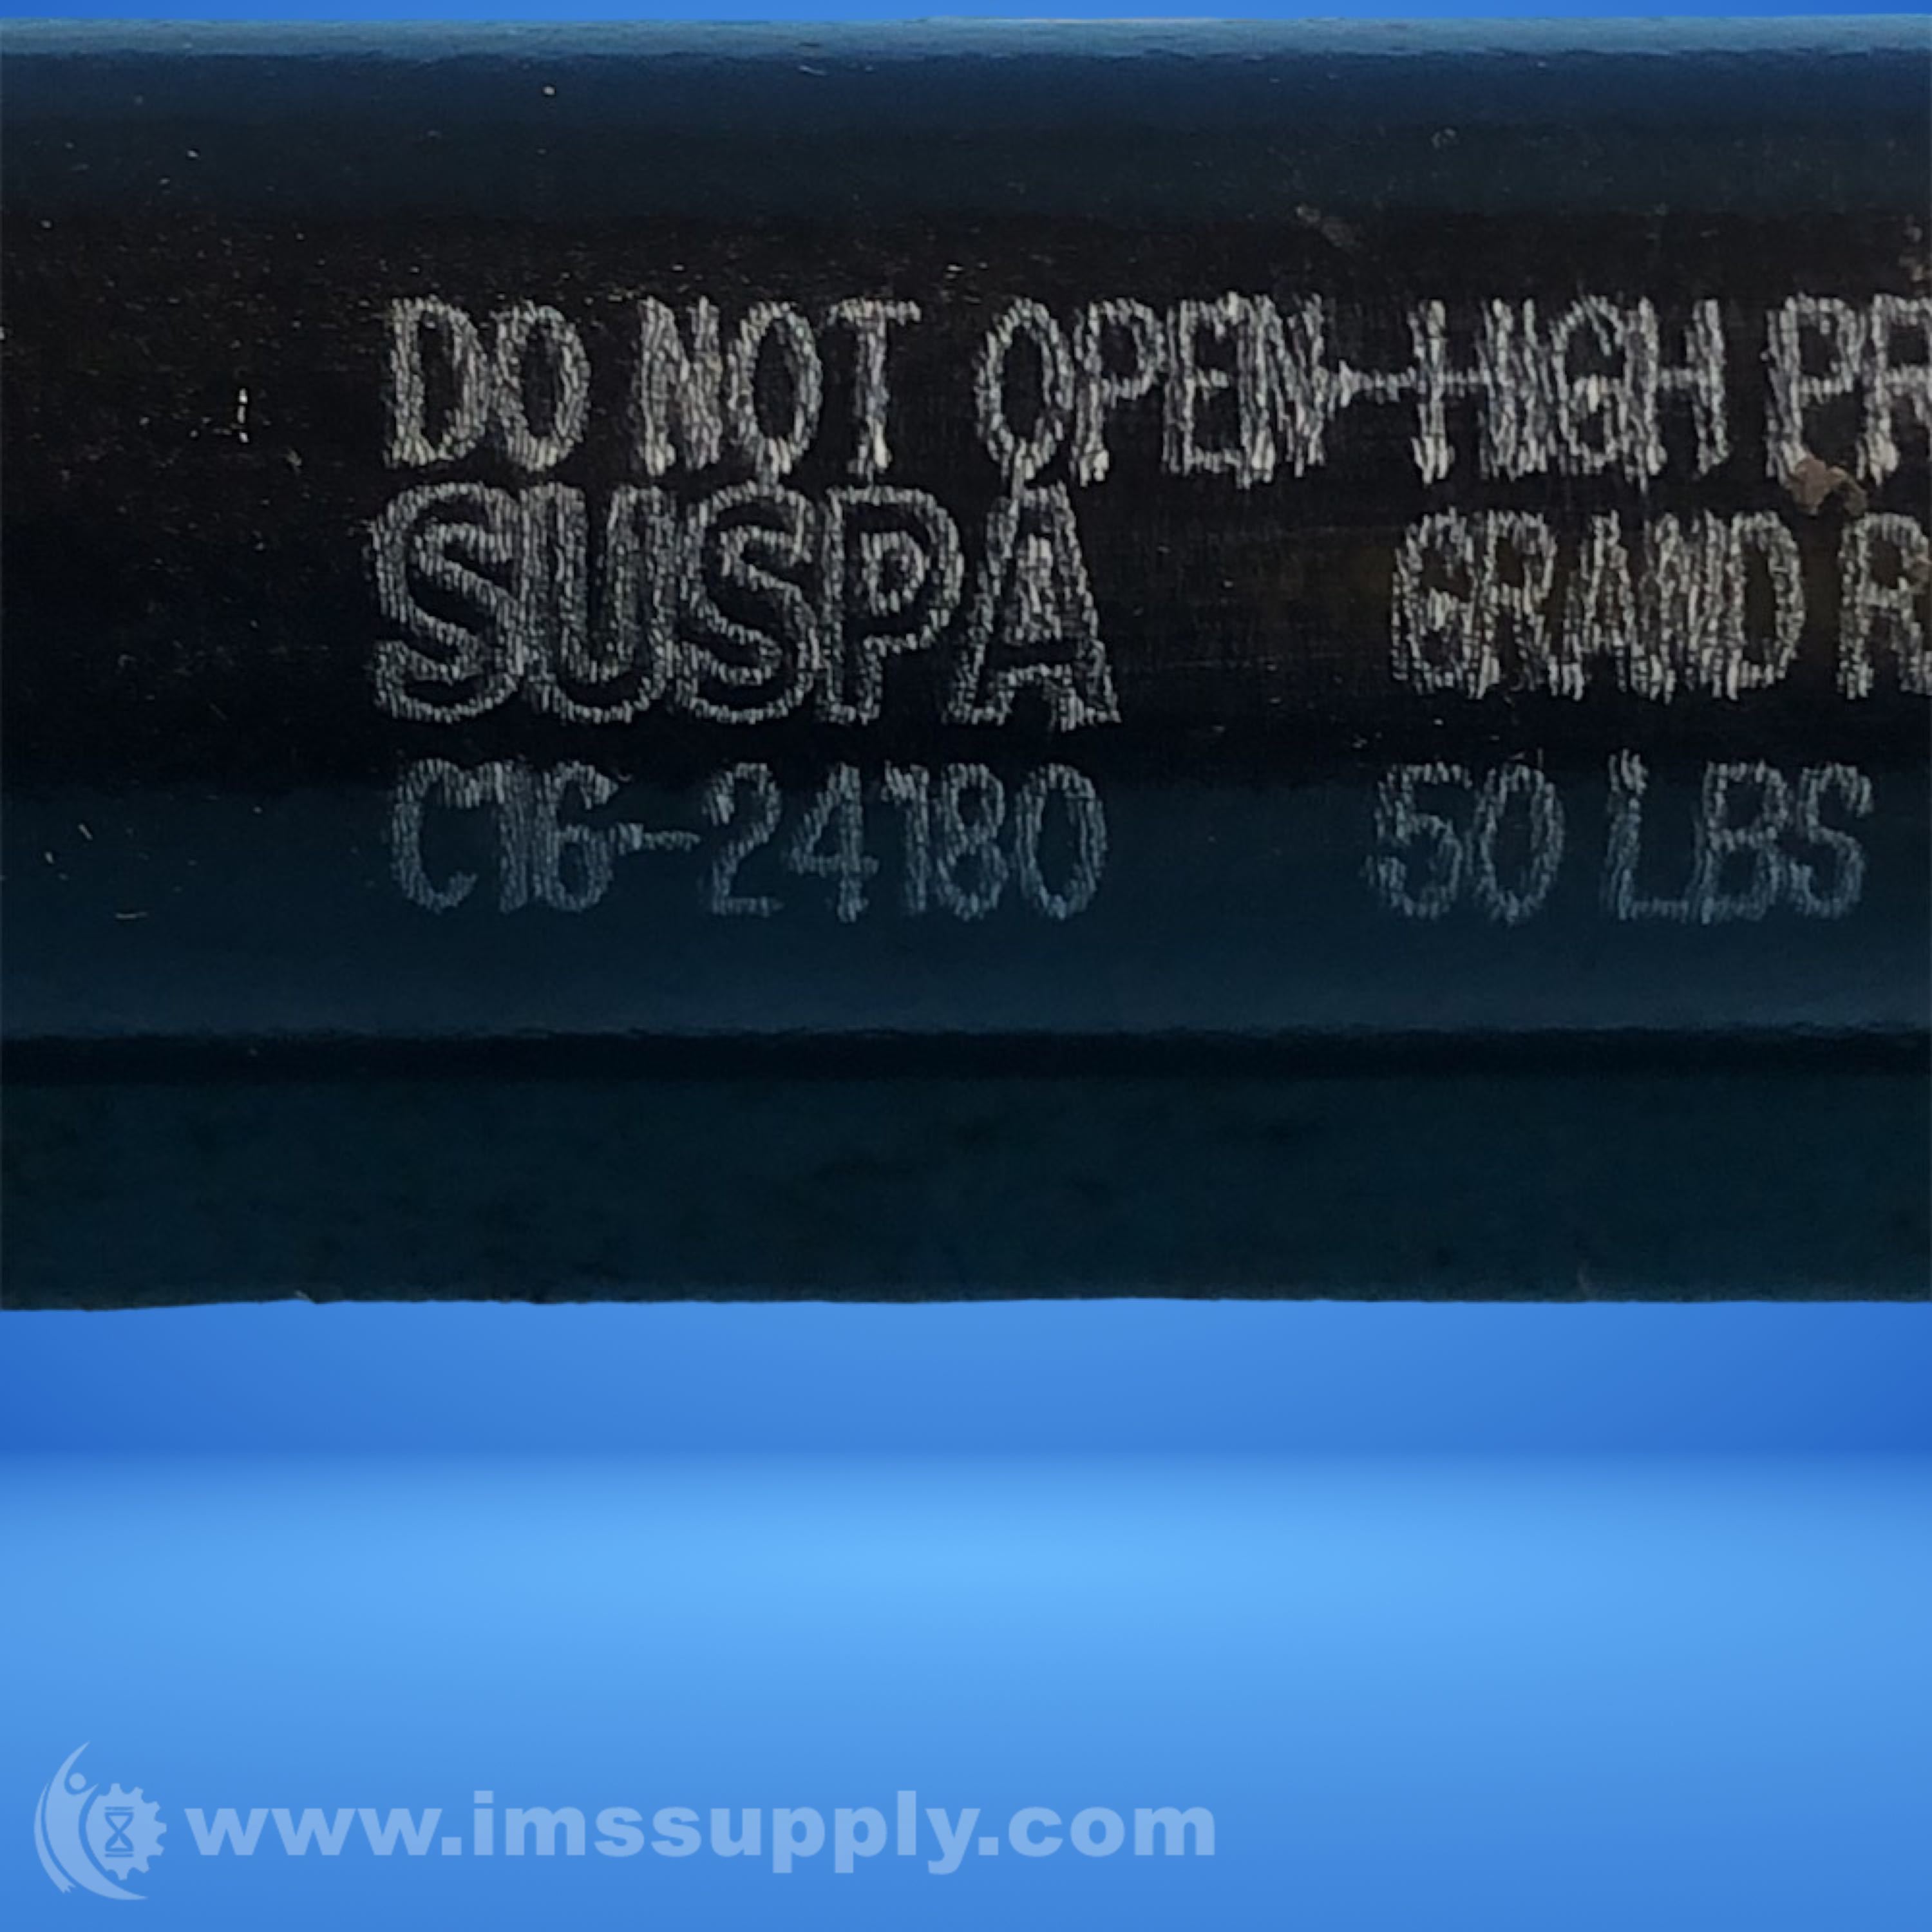 DO NOT OPEN-HIGH PR
SUSPA GRAND R
C16-24180 50 LBS
www.imssupply.com